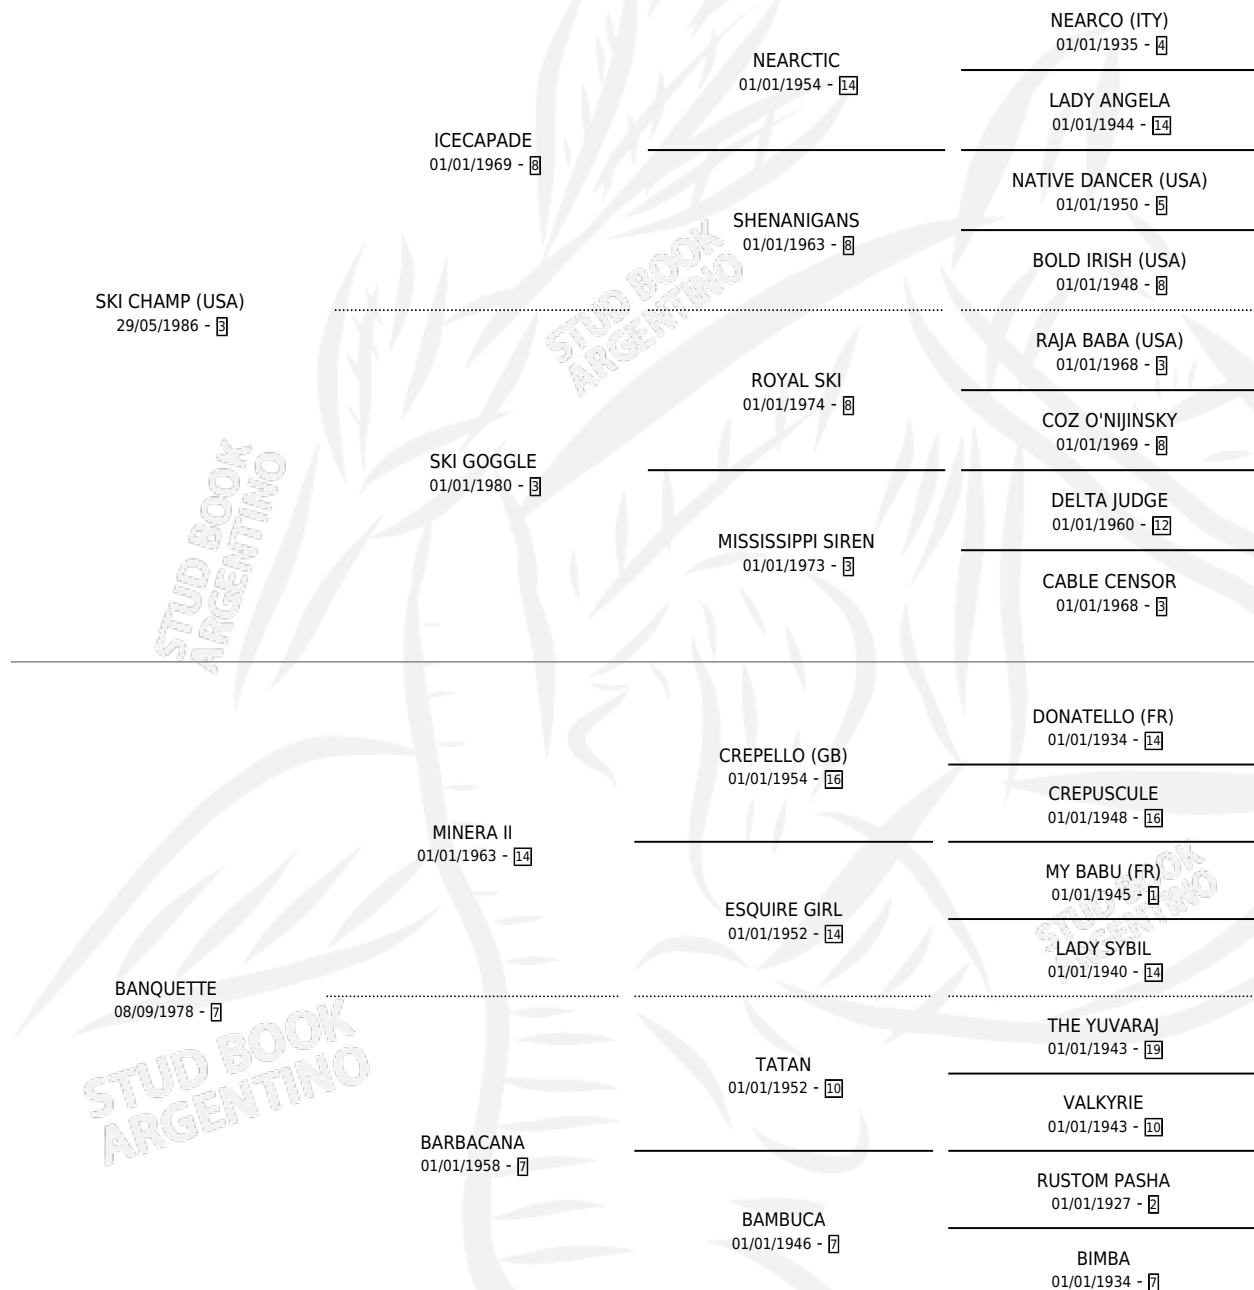 NEARCO (ITY)
01/01/1935 - 4
NEARCTIC
01/01/1954 - 14
LADY ANGELA
01/01/1944 - 14
ICECAPADE
01/01/1969 - 8
NATIVE DANCER (USA)
01/01/1950 - 5
SHENANIGANS
01/01/1963 - 8
BOLD IRISH (USA)
01/01/1948 - 8
SKI CHAMP (USA)
29/05/1986 - 3
RAJA BABA (USA)
01/01/1968 - 3
ROYAL SKI
01/01/1974 - 8
COZ O'NIJINSKY
01/01/1969 - 8
SKI GOGGLE
01/01/1980 - 3
DELTA JUDGE
01/01/1960 - 12
MISSISSIPPI SIREN
01/01/1973 - 3
CABLE CENSOR
01/01/1968 - 3
DONATELLO (FR)
01/01/1934 - 14
CREPELLO (GB)
01/01/1954 - 16
CREPUSCULE
01/01/1948 - 16
MINERA II
01/01/1963 - 14
MY BABU (FR)
01/01/1945 - 1
ESQUIRE GIRL
01/01/1952 - 14
LADY SYBIL
01/01/1940 - 14
BANQUETTE
08/09/1978 - 7
THE YUVARAJ
01/01/1943 - 19
TATAN
01/01/1952 - 10
VALKYRIE
01/01/1943 - 10
BARBACANA
01/01/1958 - 7
RUSTOM PASHA
01/01/1927 - 2
BAMBUCA
01/01/1946 - 7
BIMBA
01/01/1934 - 7
STUD BOOK
ARGENTINO
STUD BOOK
ARGENTINO
STUD BOOK
ARGENTINO
STUD BOOK
ARGENTINO